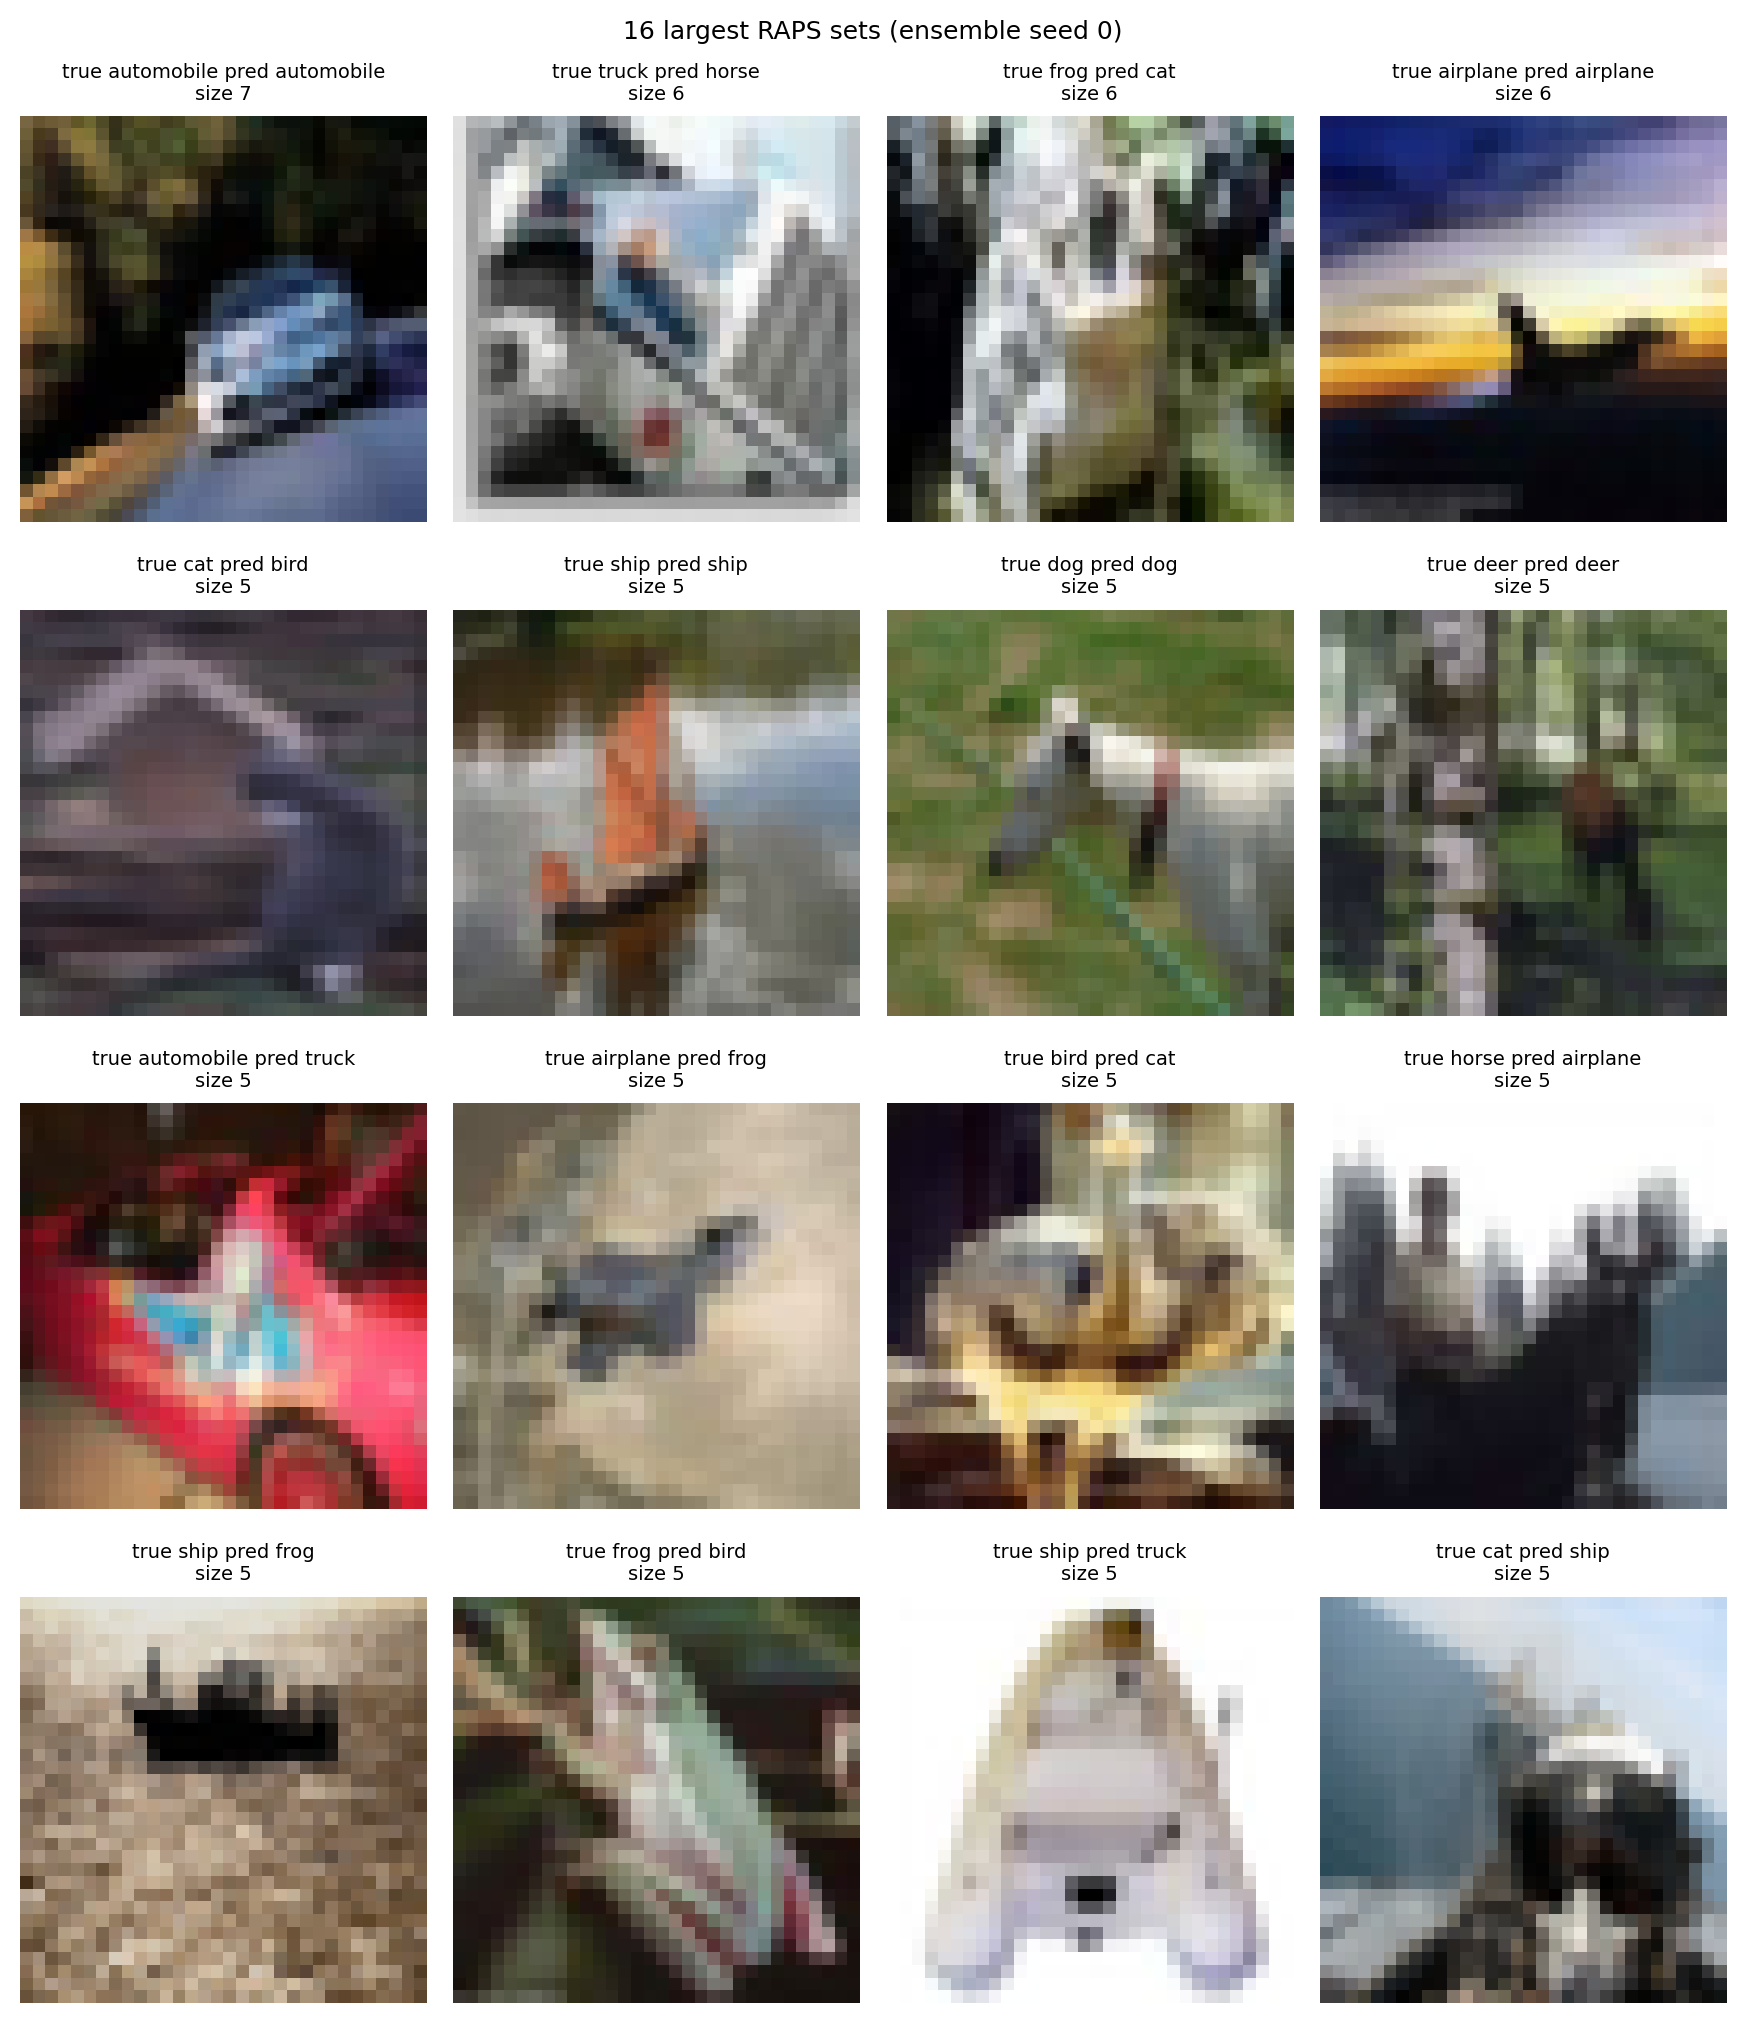 16 largest RAPS sets (ensemble seed 0)
true automobile pred automobile
size 7
true truck pred horse
size 6
true frog pred cat
size 6
true airplane pred airplane
size 6
true cat pred bird
size 5
true ship pred ship
size 5
true dog pred dog
size 5
true deer pred deer
size 5
true automobile pred truck
size 5
true airplane pred frog
size 5
true bird pred cat
size 5
true horse pred airplane
size 5
true ship pred frog
size 5
true frog pred bird
size 5
true ship pred truck
size 5
true cat pred ship
size 5